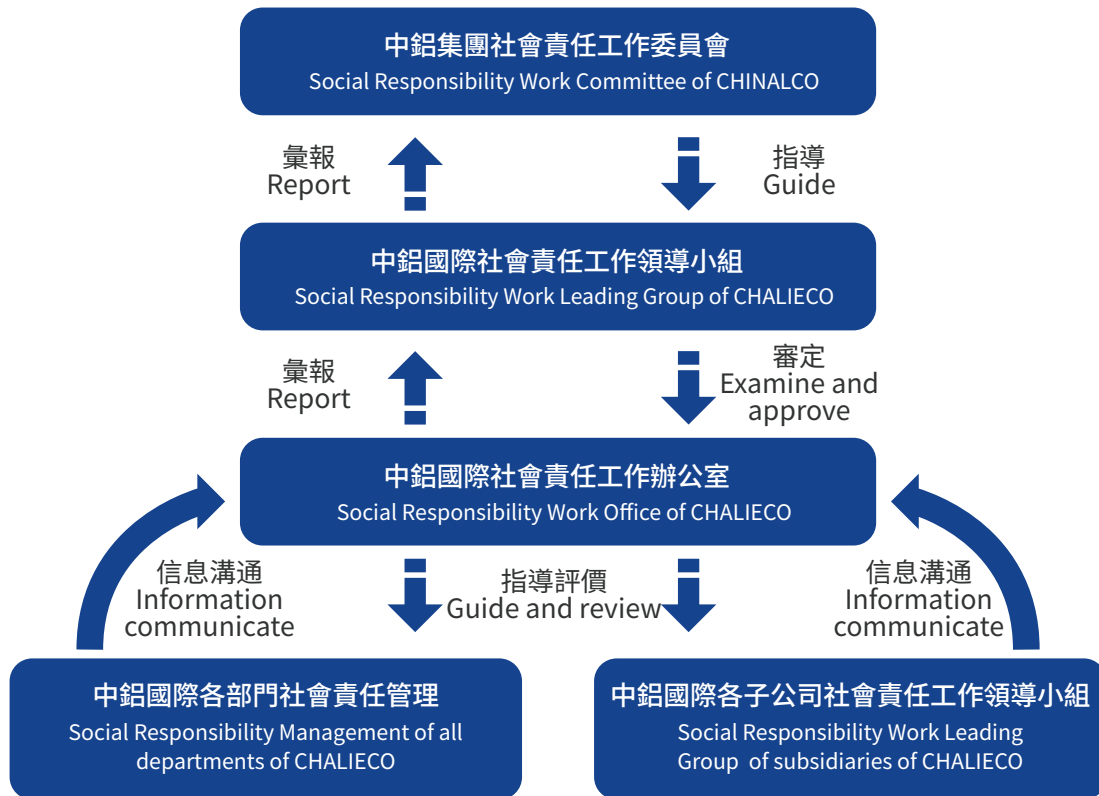 中鋁集團社會責任工作委員會
Social Responsibility Work Committee of CHINALCO
彙報
Report
指導
Guide
中鋁國際社會責任工作領導小組
Social Responsibility Work Leading Group of CHALIECO
彙報
Report
審定
Examine and
approve
中鋁國際社會責任工作辦公室
Social Responsibility Work Office of CHALIECO
信息溝通
Information
communicate
指導評價
Guide and review
信息溝通
Information
communicate
中鋁國際各部門社會責任管理
Social Responsibility Management of all
departments of CHALIECO
中鋁國際各子公司社會責任工作領導小組
Social Responsibility Work Leading
Group of subsidiaries of CHALIECO